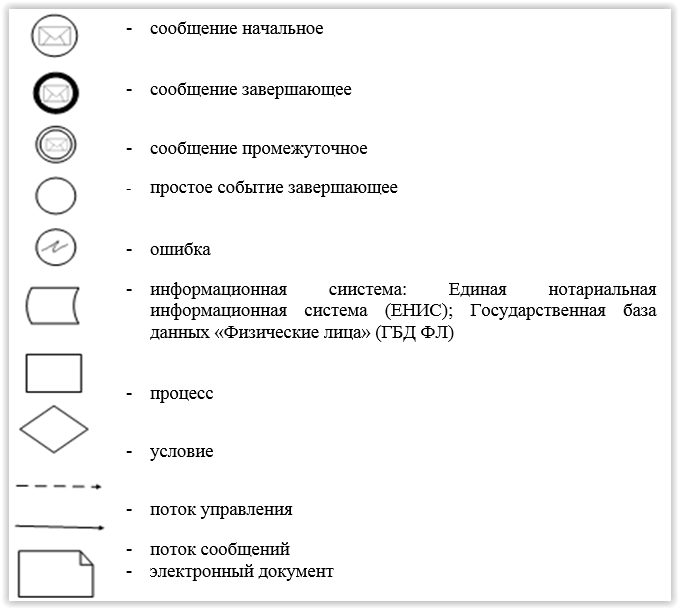 - сообщение начальное
- сообщение завершающее
- сообщение промежуточное
- простое событие завершающее
- ошибка
- информационная сиистема: Единая нотариальная
информационная система (ЕНИС); Государственная база
данных «Физические лица» (ГБД ФЛ)
- процесс
- условие
- поток управления
- поток сообщений
- электронный документ